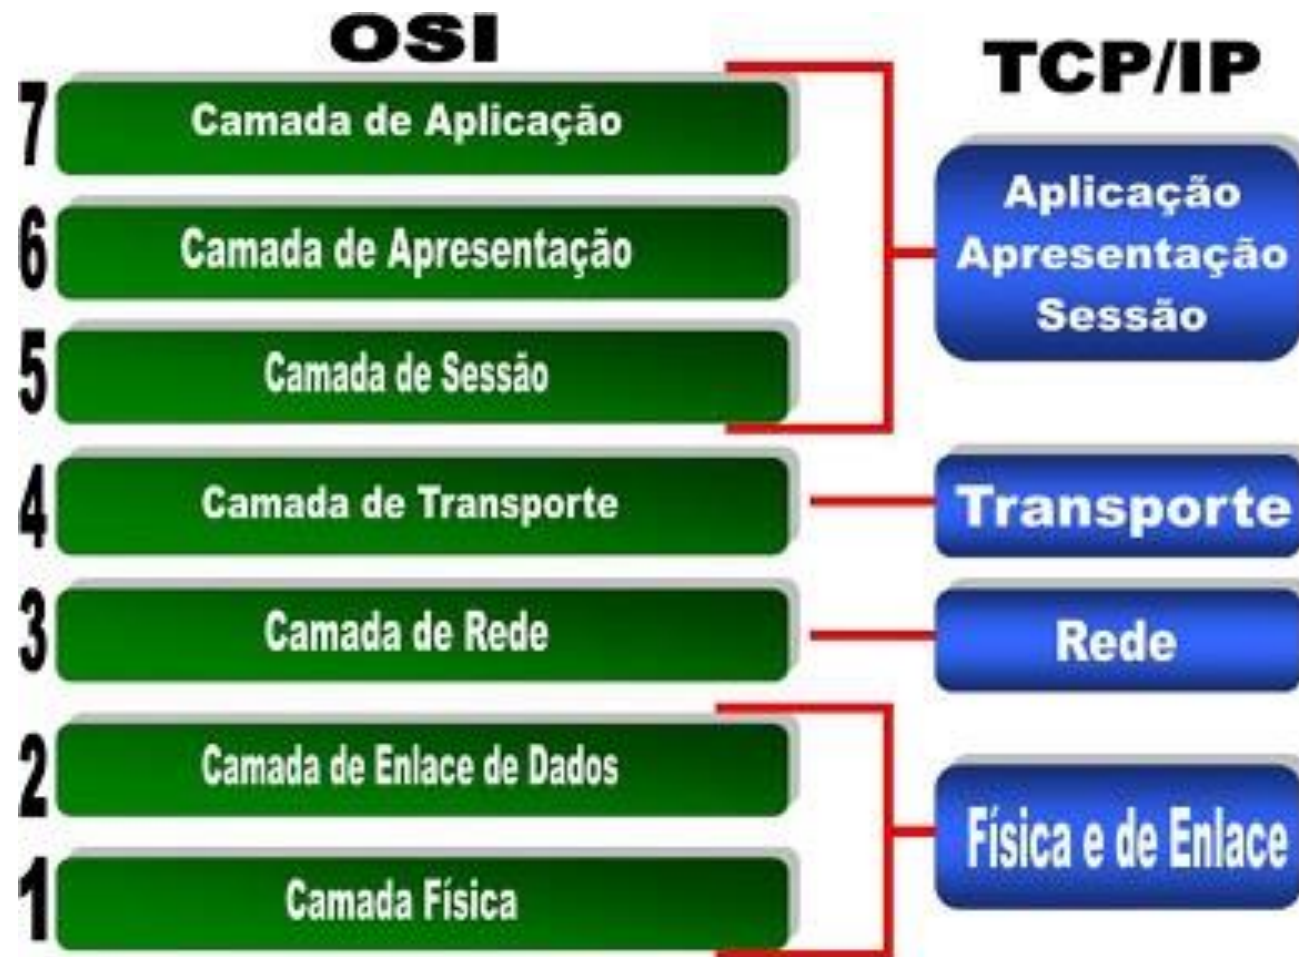 OSI
TCP/IP
7
Camada de Aplicação
6
Camada de Apresentação
5
Camada de Sessão
4
Camada de Transporte
3
Camada de Rede
2
Camada de Enlace de Dados
1
Camada Física
Aplicação
Apresentação
Sessão
Transporte
Rede
Física e de Enlace